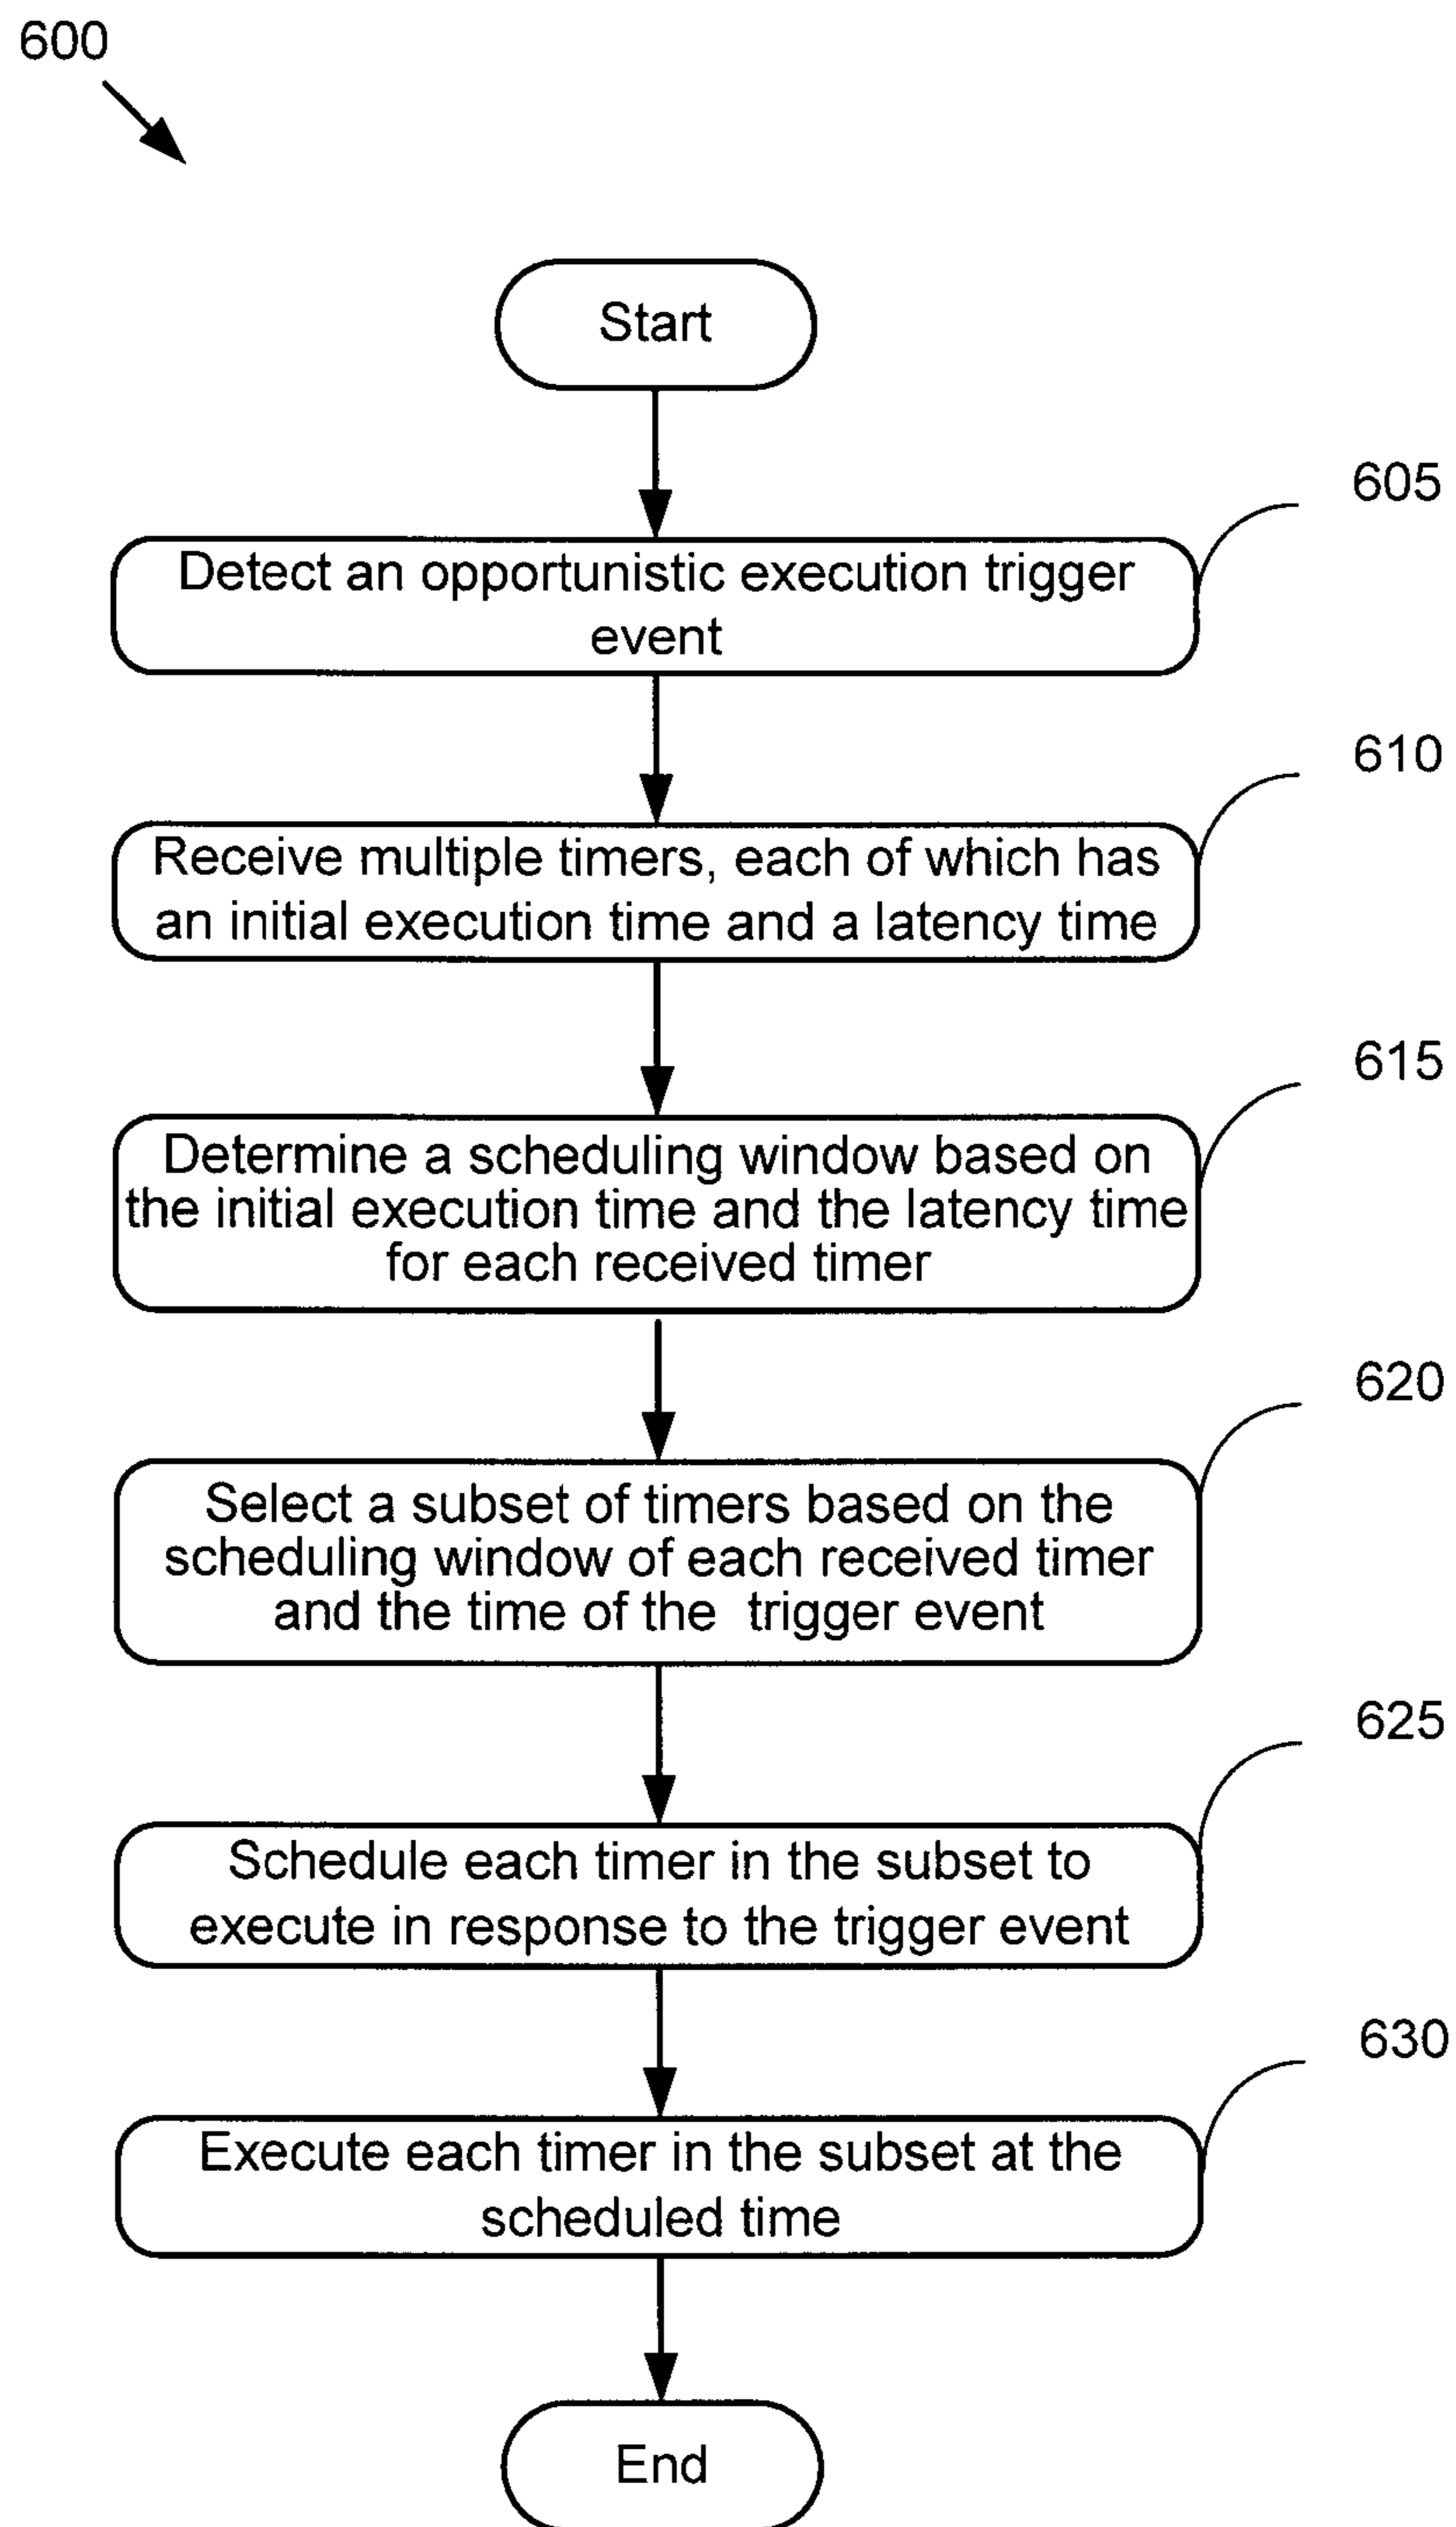 600
Start
605
Detect an opportunistic execution trigger
event
610
Receive multiple timers, each of which has
an initial execution time and a latency time
615
Determine a scheduling window based on
the initial execution time and the latency time
for each received timer
620
Select a subset of timers based on the
scheduling window of each received timer
and the time of the trigger event
625
Schedule each timer in the subset to
execute in response to the trigger event
630
Execute each timer in the subset at the
scheduled time
End